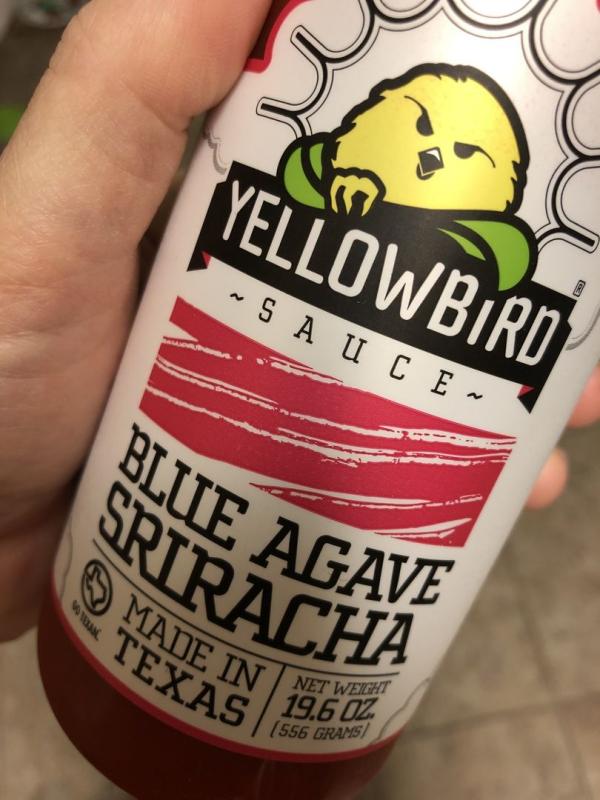 YELLOWBIRD
®
~SAUCE~
BLUE AGAVE
SRIRACHA
GO TEXAN.
MADE IN
TEXAS
NET WEIGHT
19.6 OZ.
(556 GRAMS)